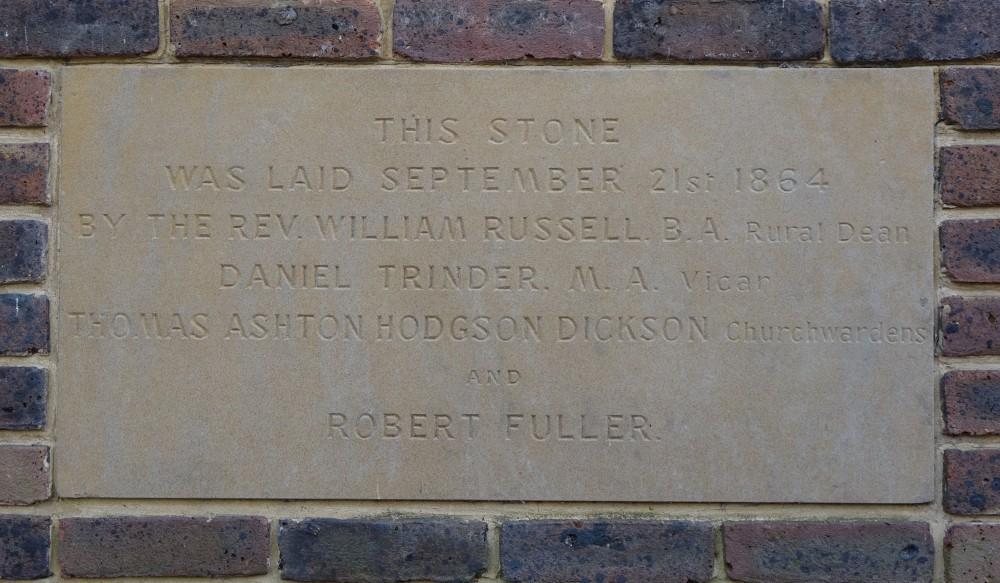 THIS STONE
WAS LAID SEPTEMBER 21st 1864
BY THE REV. WILLIAM RUSSELL. B.A. Rural Dean
DANIEL TRINDER. M.A. Vicar
THOMAS ASHTON HODGSON DICKSON Churchwardens
AND
ROBERT FULLER.